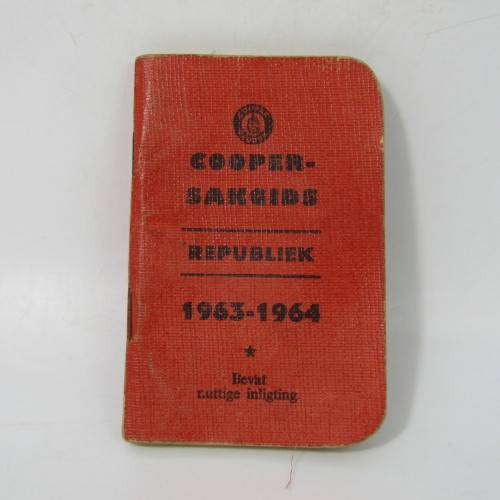 COOPER-
SAKGIDS
REPUBLIEK
1963-1964
Bevat
nuttige inligting